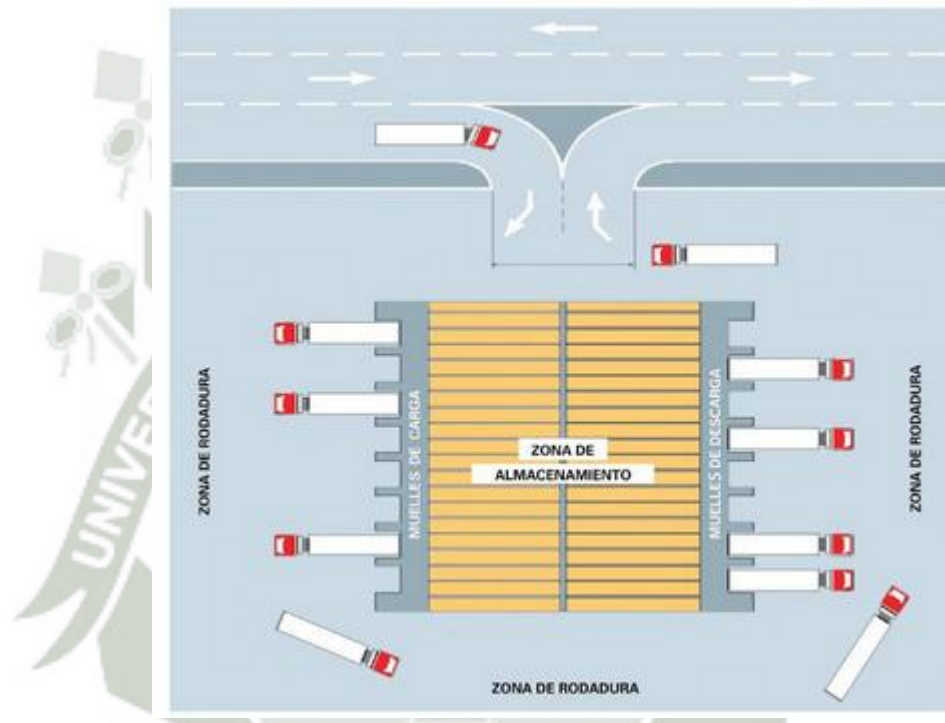 ZONA DE RODADURA
MUELLES DE CARGA
ZONA DE
ALMACENAMIENTO
MUELLES DE DESCARGA
ZONA DE RODADURA
ZONA DE RODADURA